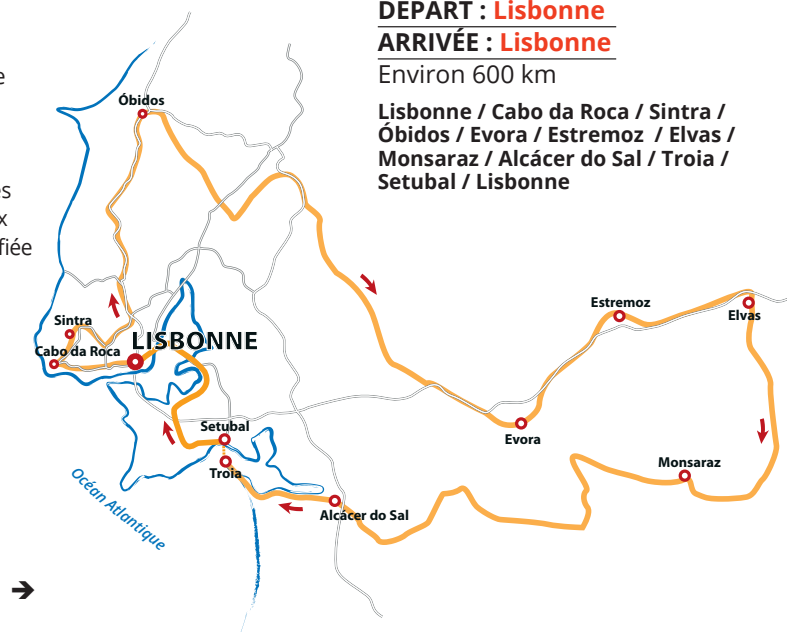 DÉPART : Lisbonne
ARRIVÉE : Lisbonne
Environ 600 km
Lisbonne / Cabo da Roca / Sintra /
Óbidos / Evora / Estremoz / Elvas /
Monsaraz / Alcácer do Sal / Troia /
Setubal / Lisbonne
Óbidos
Estremoz
Elvas
Sintra
LISBONNE
Cabo da Roca
Setubal
Evora
Troia
Monsaraz
Alcácer do Sal
Océan Atlantique